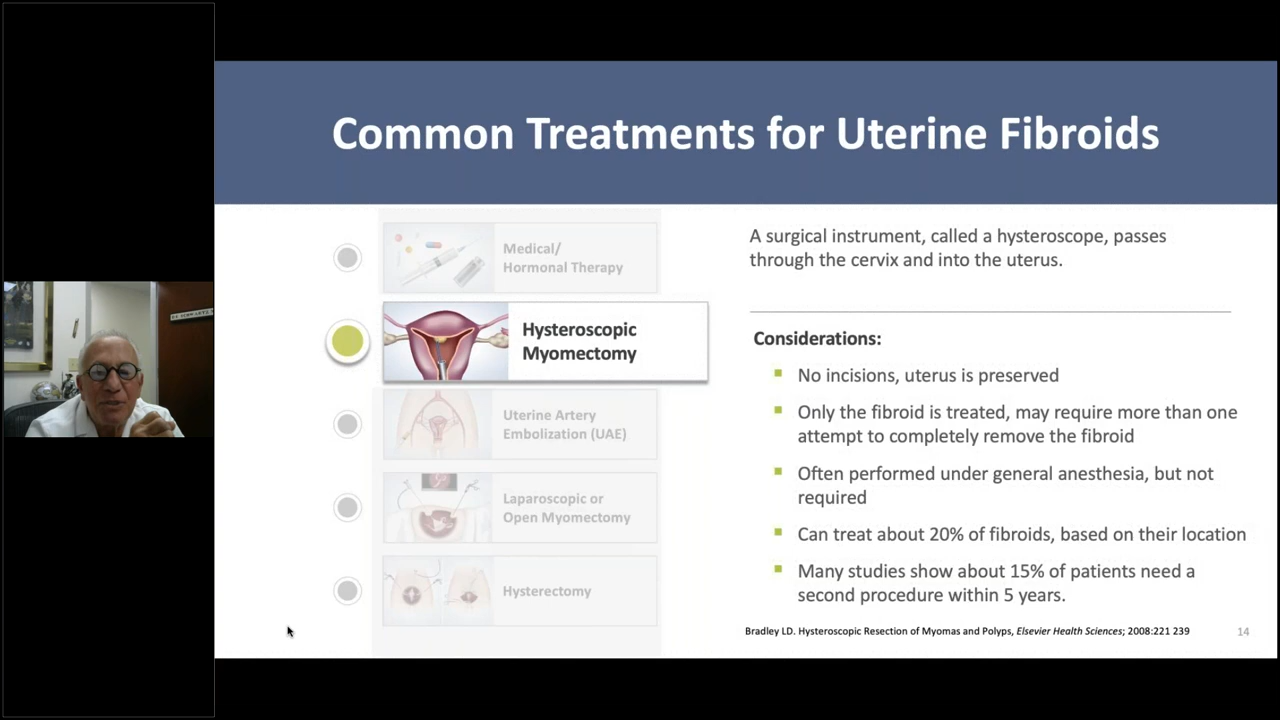 Common Treatments for Uterine Fibroids
Medical/
Hormonal Therapy
Hysteroscopic
Myomectomy
Uterine Artery
Embolization (UAE)
Laparoscopic or
Open Myomectomy
Hysterectomy
A surgical instrument, called a hysteroscope, passes
through the cervix and into the uterus.
Considerations:
No incisions, uterus is preserved
Only the fibroid is treated, may require more than one
attempt to completely remove the fibroid
Often performed under general anesthesia, but not
required
Can treat about 20% of fibroids, based on their location
Many studies show about 15% of patients need a
second procedure within 5 years.
Bradley LD. Hysteroscopic Resection of Myomas and Polyps, Elsevier Health Sciences; 2008:221 239
14